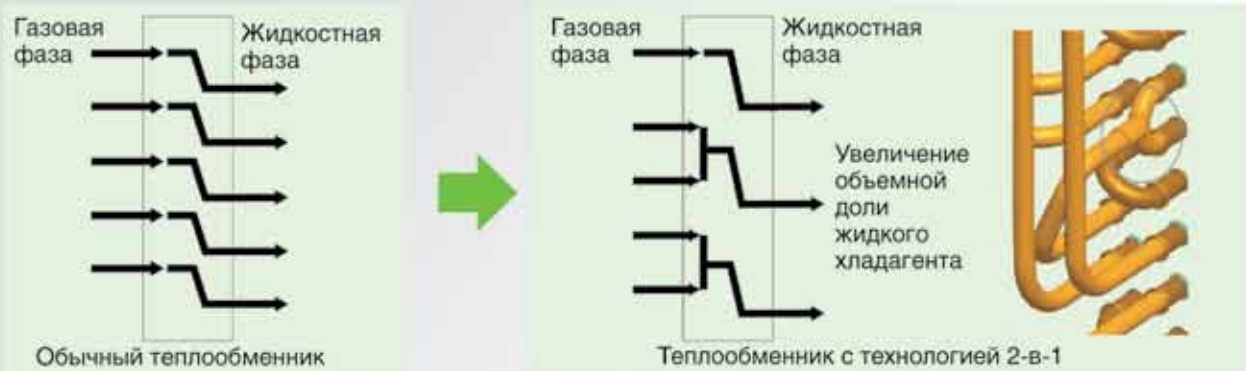 Газовая
фаза
Жидкостная
фаза
Обычный теплообменник
Газовая
фаза
Жидкостная
фаза
Увеличение
объемной
доли
жидкого
хладагента
Теплообменник с технологией 2-в-1